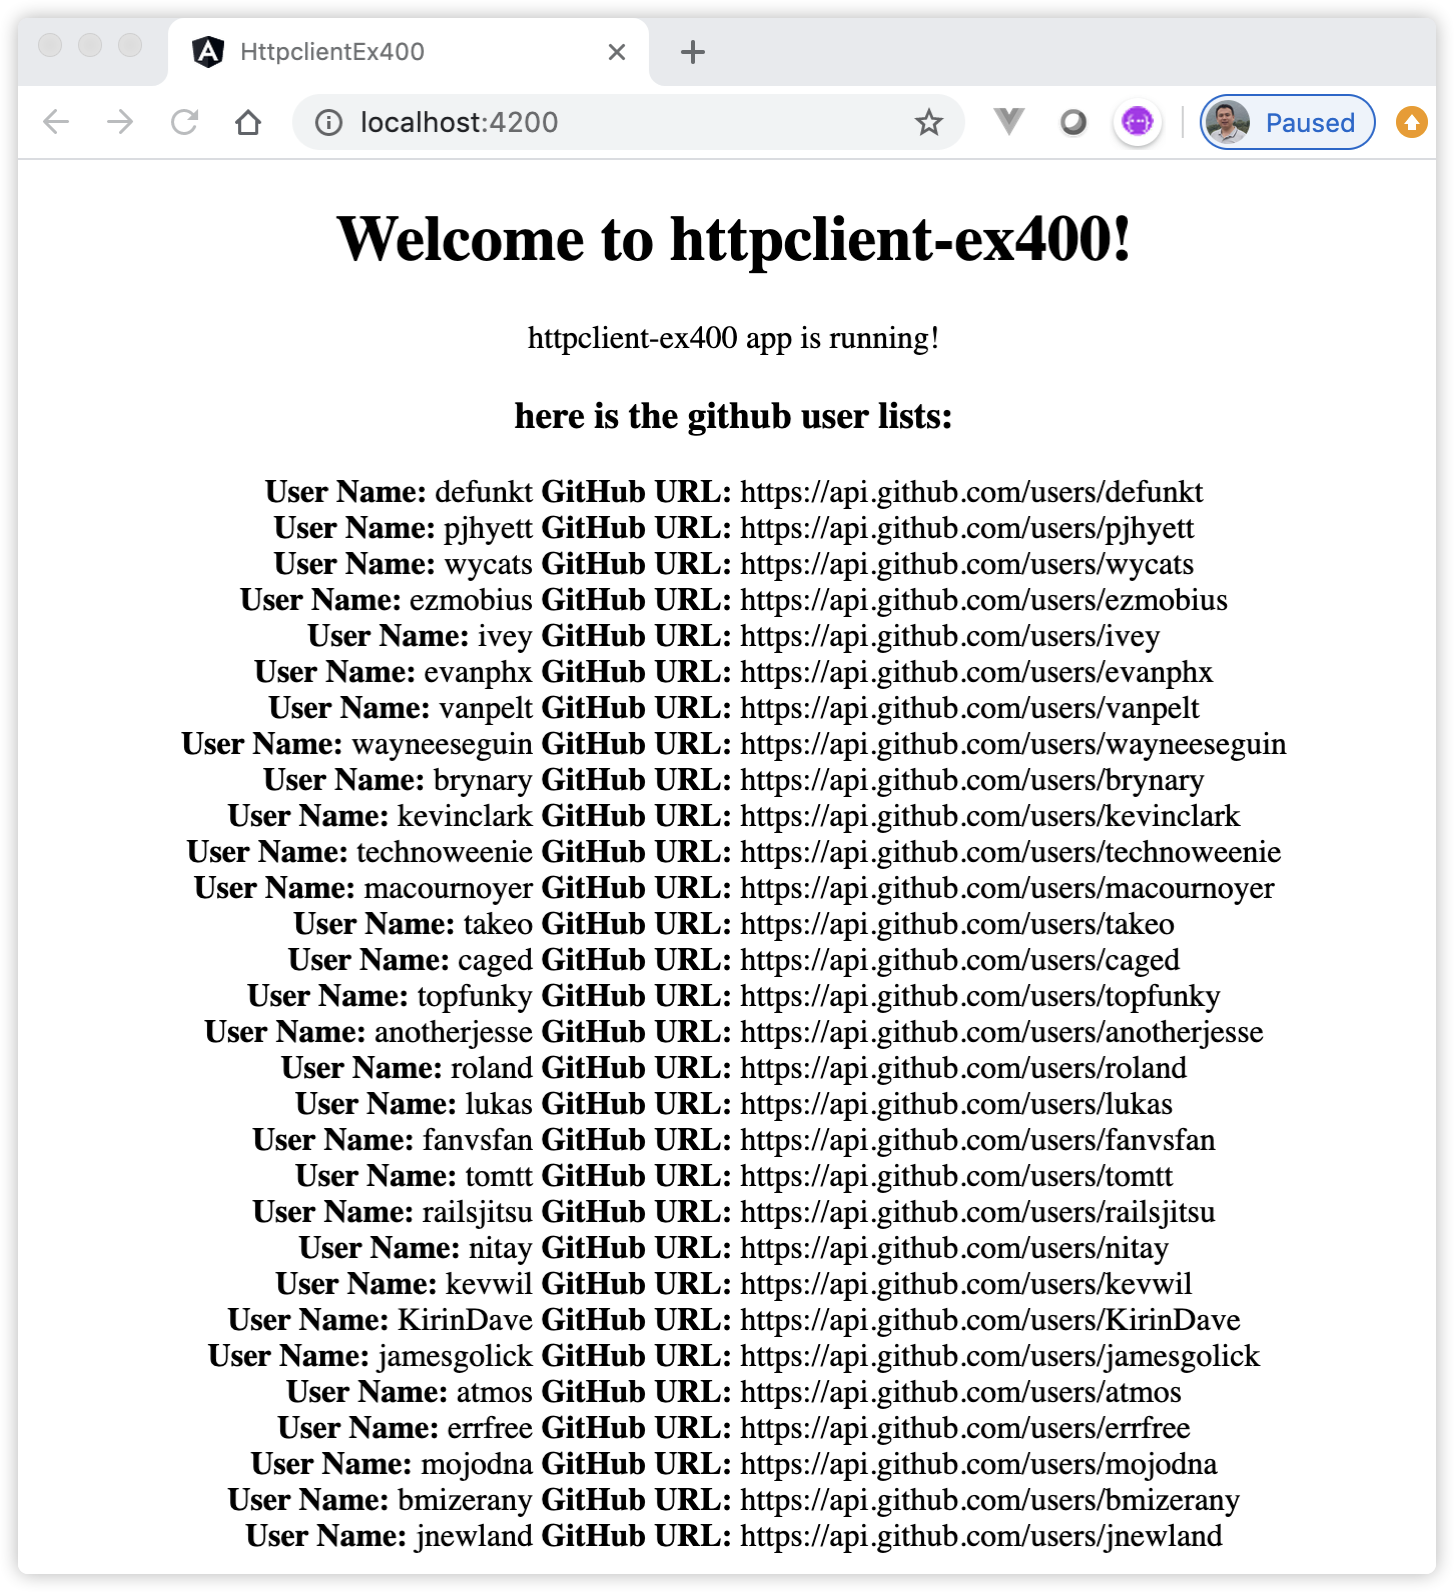 HttpclientEx400
localhost:4200
Paused
Welcome to httpclient-ex400!
httpclient-ex400 app is running!
here is the github user lists:
User Name: defunkt GitHub URL: https://api.github.com/users/defunkt
User Name: pjhyett GitHub URL: https://api.github.com/users/pjhyett
User Name: wycats GitHub URL: https://api.github.com/users/wycats
User Name: ezmobius GitHub URL: https://api.github.com/users/ezmobius
User Name: ivey GitHub URL: https://api.github.com/users/ivey
User Name: evanphx GitHub URL: https://api.github.com/users/evanphx
User Name: vanpelt GitHub URL: https://api.github.com/users/vanpelt
User Name: wayneeseguin GitHub URL: https://api.github.com/users/wayneeseguin
User Name: brynary GitHub URL: https://api.github.com/users/brynary
User Name: kevinclark GitHub URL: https://api.github.com/users/kevinclark
User Name: technoweenie GitHub URL: https://api.github.com/users/technoweenie
User Name: macournoyer GitHub URL: https://api.github.com/users/macournoyer
User Name: takeo GitHub URL: https://api.github.com/users/takeo
User Name: caged GitHub URL: https://api.github.com/users/caged
User Name: topfunky GitHub URL: https://api.github.com/users/topfunky
User Name: anotherjesse GitHub URL: https://api.github.com/users/anotherjesse
User Name: roland GitHub URL: https://api.github.com/users/roland
User Name: lukas GitHub URL: https://api.github.com/users/lukas
User Name: fanvsfan GitHub URL: https://api.github.com/users/fanvsfan
User Name: tomtt GitHub URL: https://api.github.com/users/tomtt
User Name: railsjitsu GitHub URL: https://api.github.com/users/railsjitsu
User Name: nitay GitHub URL: https://api.github.com/users/nitay
User Name: kevwil GitHub URL: https://api.github.com/users/kevwil
User Name: KirinDave GitHub URL: https://api.github.com/users/KirinDave
User Name: jamesgolick GitHub URL: https://api.github.com/users/jamesgolick
User Name: atmos GitHub URL: https://api.github.com/users/atmos
User Name: errfree GitHub URL: https://api.github.com/users/errfree
User Name: mojodna GitHub URL: https://api.github.com/users/mojodna
User Name: bmizerany GitHub URL: https://api.github.com/users/bmizerany
User Name: jnewland GitHub URL: https://api.github.com/users/jnewland